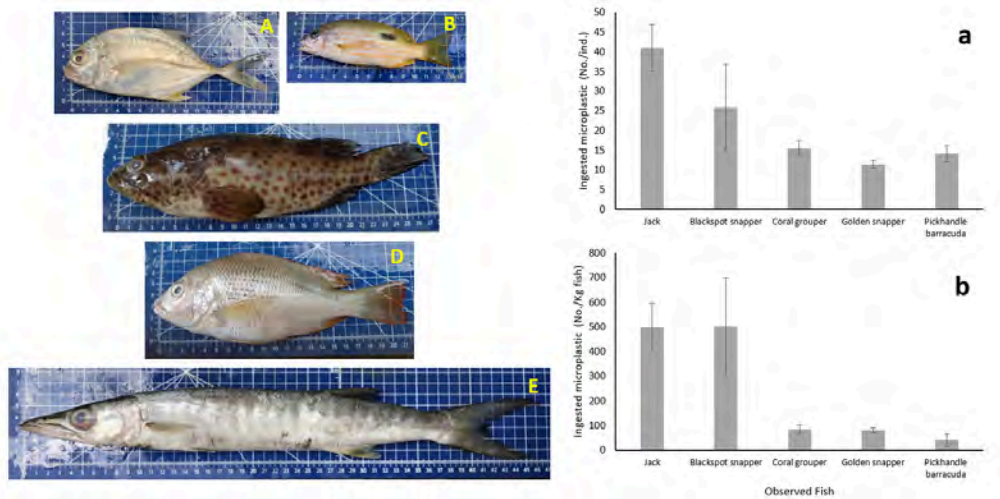 A
B
C
D
E
a
Ingested microplastic (No./ind.)
50
45
40
35
30
25
20
15
10
5
0
Jack
Blackspot snapper
Coral grouper
Golden snapper
Pickhandle
barracuda
b
Ingested microplastic (No./Kg fish)
800
700
600
500
400
300
200
100
0
Jack
Blackspot snapper
Coral grouper
Golden snapper
Pickhandle
barracuda
Observed Fish